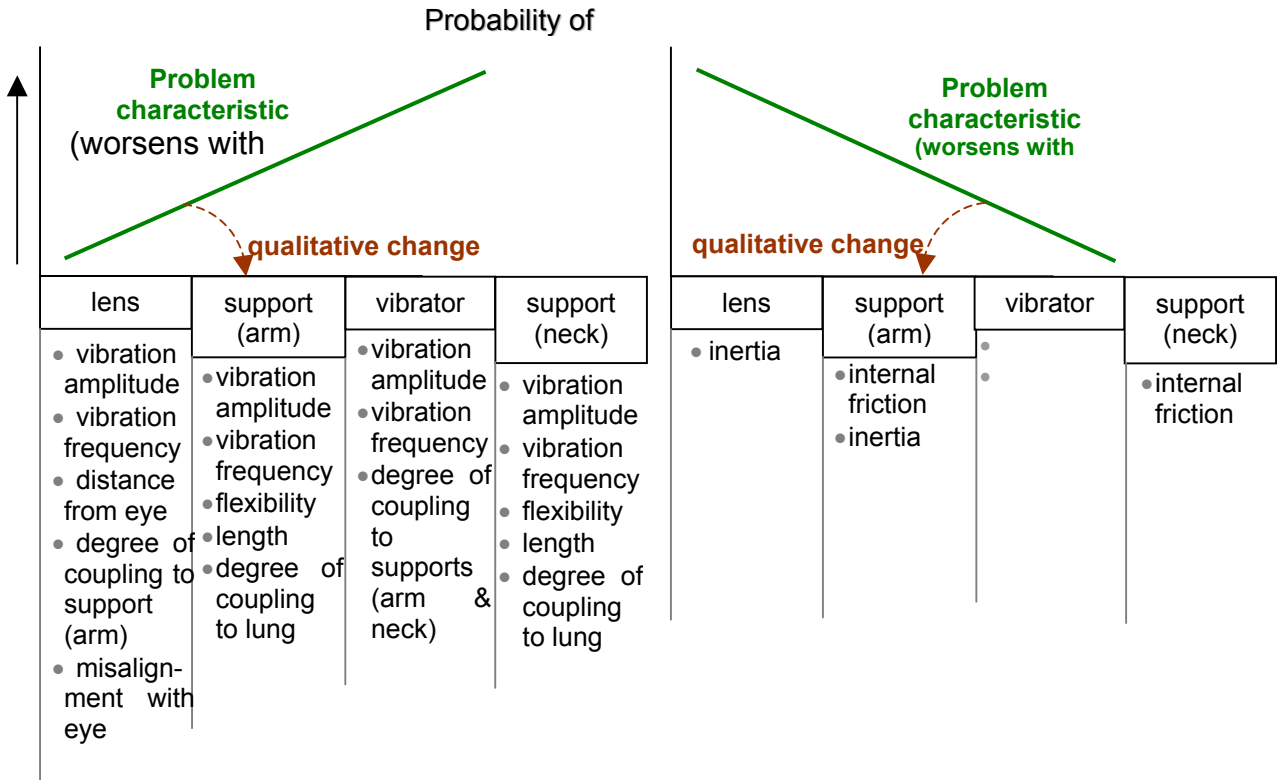 Probability of
Problem
characteristic
(worsens with
qualitative change
lens
support
(arm)
vibrator
support
(neck)
• vibration
amplitude
• vibration
frequency
• distance
from eye
• degree of
coupling to
support
(arm)
• misalign-
ment with
eye
• vibration
amplitude
• vibration
frequency
• flexibility
• length
• degree of
coupling
to lung
• vibration
amplitude
• vibration
frequency
• degree of
coupling
to
supports
(arm &
neck)
• vibration
amplitude
• vibration
frequency
• flexibility
• length
• degree of
coupling
to lung
Problem
characteristic
(worsens with
qualitative change
lens
support
(arm)
vibrator
support
(neck)
• inertia
• internal
friction
• inertia
•
•
• internal
friction